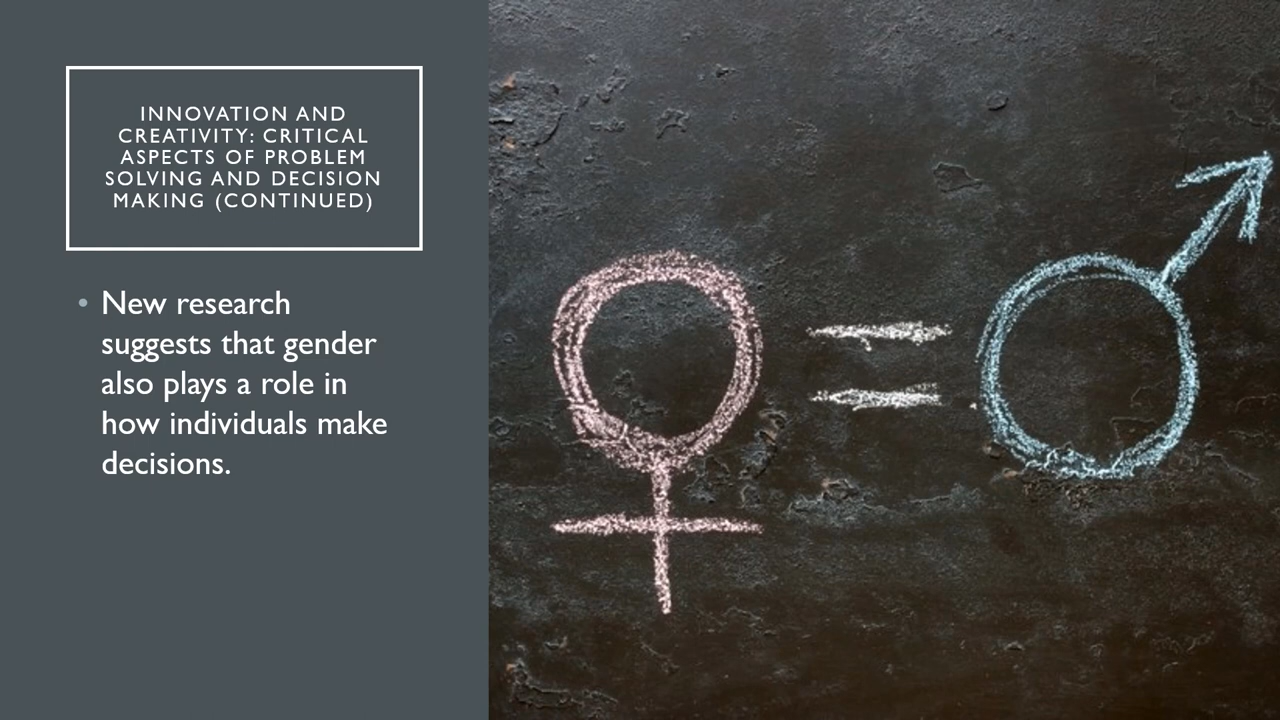 INNOVATION AND
CREATIVITY: CRITICAL
ASPECTS OF PROBLEM
SOLVING AND DECISION
MAKING (CONTINUED)
• New research
suggests that gender
also plays a role in
how individuals make
decisions.